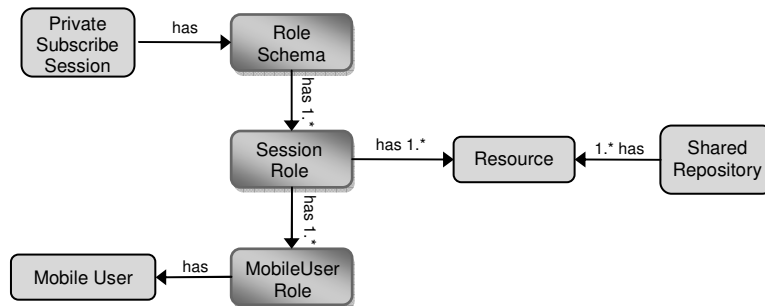 Private
Subscribe
Session
has
Role
Schema
has 1.*
Session
Role
has 1.*
Resource
1.* has
Shared
Repository
has 1.*
Mobile User
has
MobileUser
Role